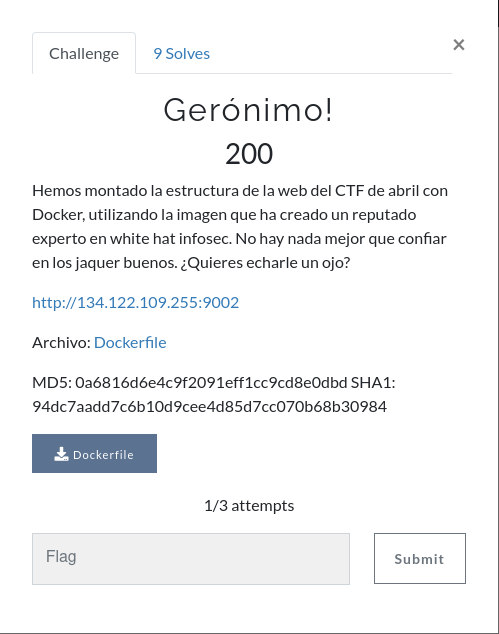 Challenge
9 Solves
×
Gerónimo!
200
Hemos montado la estructura de la web del CTF de abril con
Docker, utilizando la imagen que ha creado un reputado
experto en white hat infosec. No hay nada mejor que confiar
en los jaquer buenos. ¿Quieres echarle un ojo?
http://134.122.109.255:9002
Archivo: Dockerfile
MD5: 0a6816d6e4c9f2091eff1cc9cd8e0dbd SHA1:
94dc7aadd7c6b10d9cee4d85d7cc070b68b30984
Dockerfile
1/3 attempts
Flag
Submit